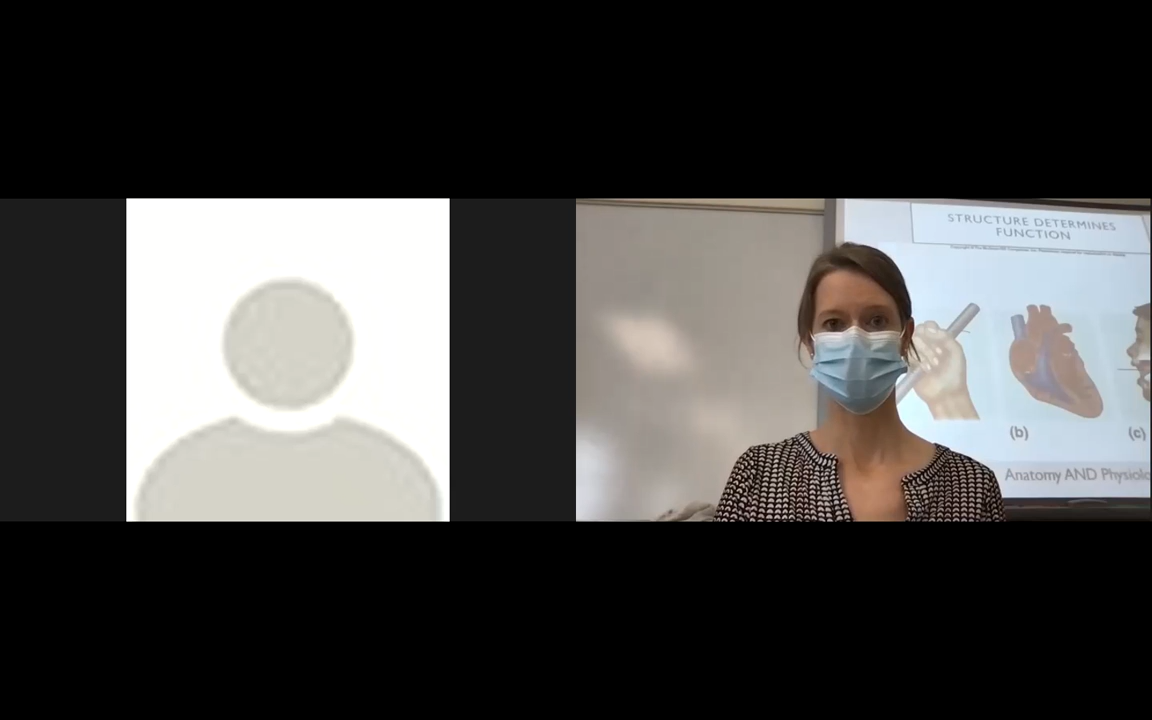 STRUCTURE DETERMINES
FUNCTION
(b)
(c)
Anatomy AND Physiolo